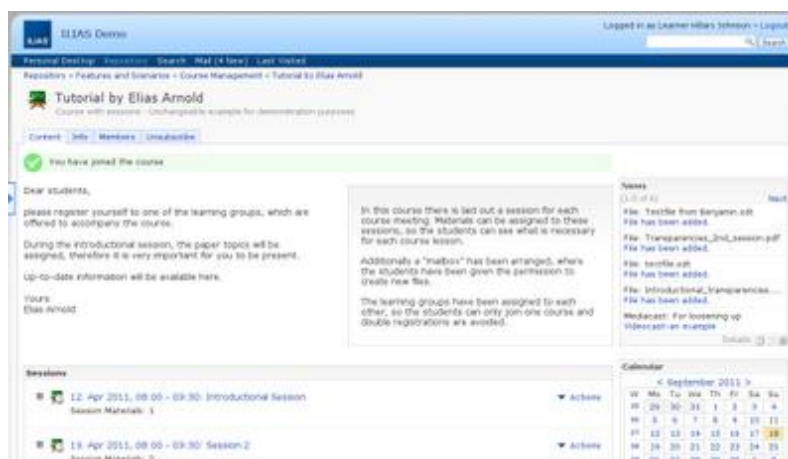 ILIAS
ILIAS Demo
Logged in as Learner Hillary Johnson - Logout
Search
Personal Desktop Repository Search Mail (4 New) Last Visited
Repository » Features and Scenarios » Course Management » Tutorial by Elias Arnold
Tutorial by Elias Arnold
Course with sessions - Unchangeable example for demonstration purposes
Content Info Members Unsubscribe
You have joined the course
Dear students,
please register yourself to one of the learning groups, which are
offered to accompany the course.
During the introductional session, the paper topics will be
assigned, therefore it is very important for you to be present.
Up-to-date information will be available here.
Yours
Elias Arnold
In this course there is laid out a session for each
course meeting. Materials can be assigned to these
sessions, so the students can see what is necessary
for each course lesson.
Additionally a "mailbox" has been arranged, where
the students have been given the permission to
create new files.
The learning groups have been assigned to each
other, so the students can only join one course and
double registrations are avoided.
News
Next
File: Testfile from Benjamin.odt
File has been added.
File: Transparencies_2nd_session.pdf
File has been added.
File: testfile.odt
File has been added.
File: Introductional_transparencies....
File has been added.
Mediacast: For loosening up
Videocast-an example
Details
Sessions
12. Apr 2011, 08:00 - 09:30: Introductional Session
Actions
Session Materials: 1
19. Apr 2011, 08:00 - 09:30: Session 2
Actions
Session Materials: 2
Calendar
< September 2011 >
W Mo Tu We Th Fr Sa Su
35 29 30 31 1 2 3 4
36 5 6 7 8 9 10 11
37 12 13 14 15 16 17 18
38 19 20 21 22 23 24 25